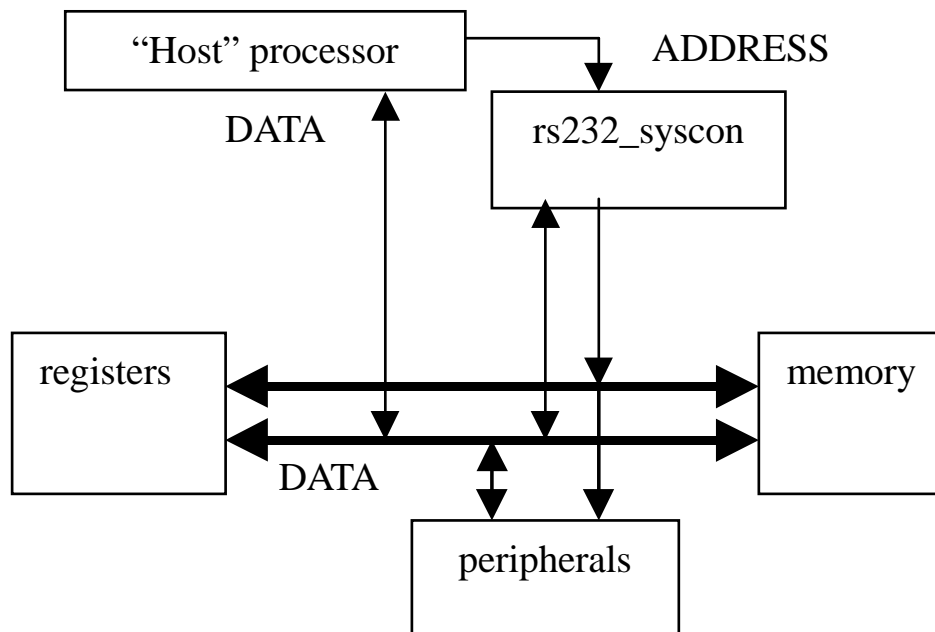 “Host” processor
ADDRESS
DATA
rs232_syscon
registers
memory
DATA
peripherals